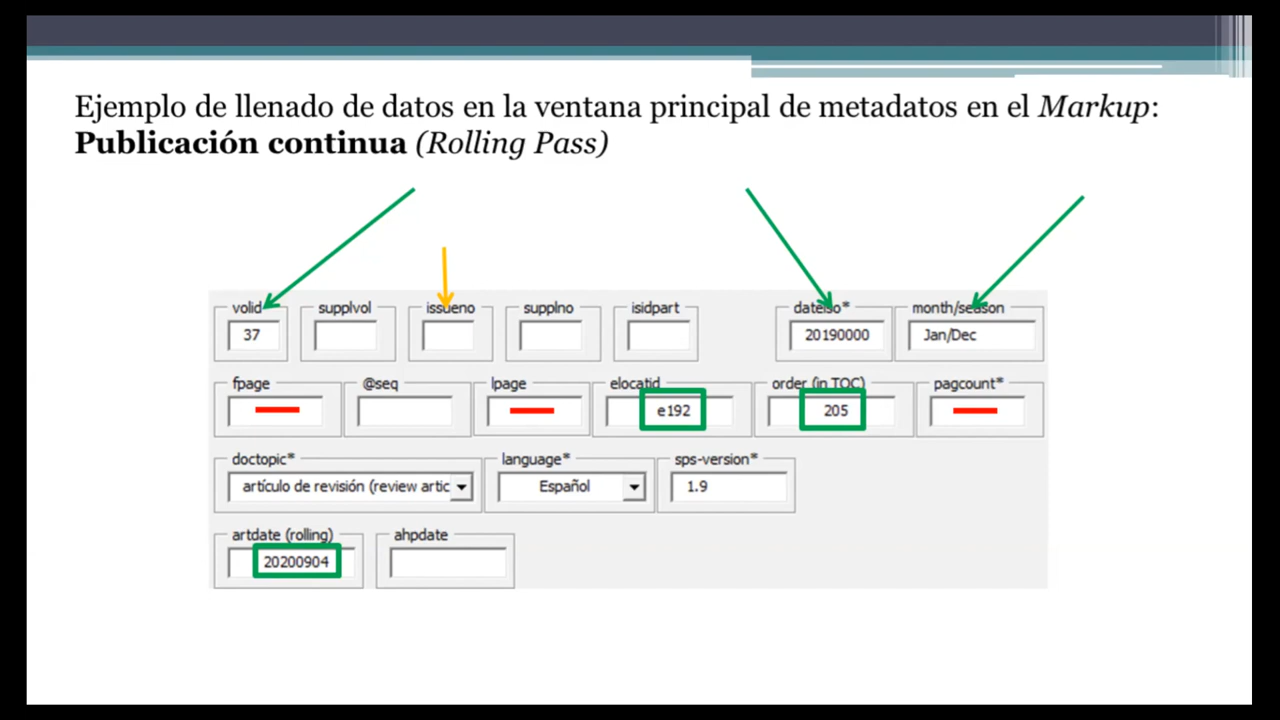 Ejemplo de llenado de datos en la ventana principal de metadatos en el Markup:
Publicación continua (Rolling Pass)
volid supplvol issueno supplno isidpart dateiso* month/season
37 20190000 Jan/Dec
fpage @seq lpage elocatid order (in TOC) pagcount*
e192 205
doctopic* language* sps-version*
artículo de revisión (review artic Español 1.9
artdate (rolling) ahpdate
20200904